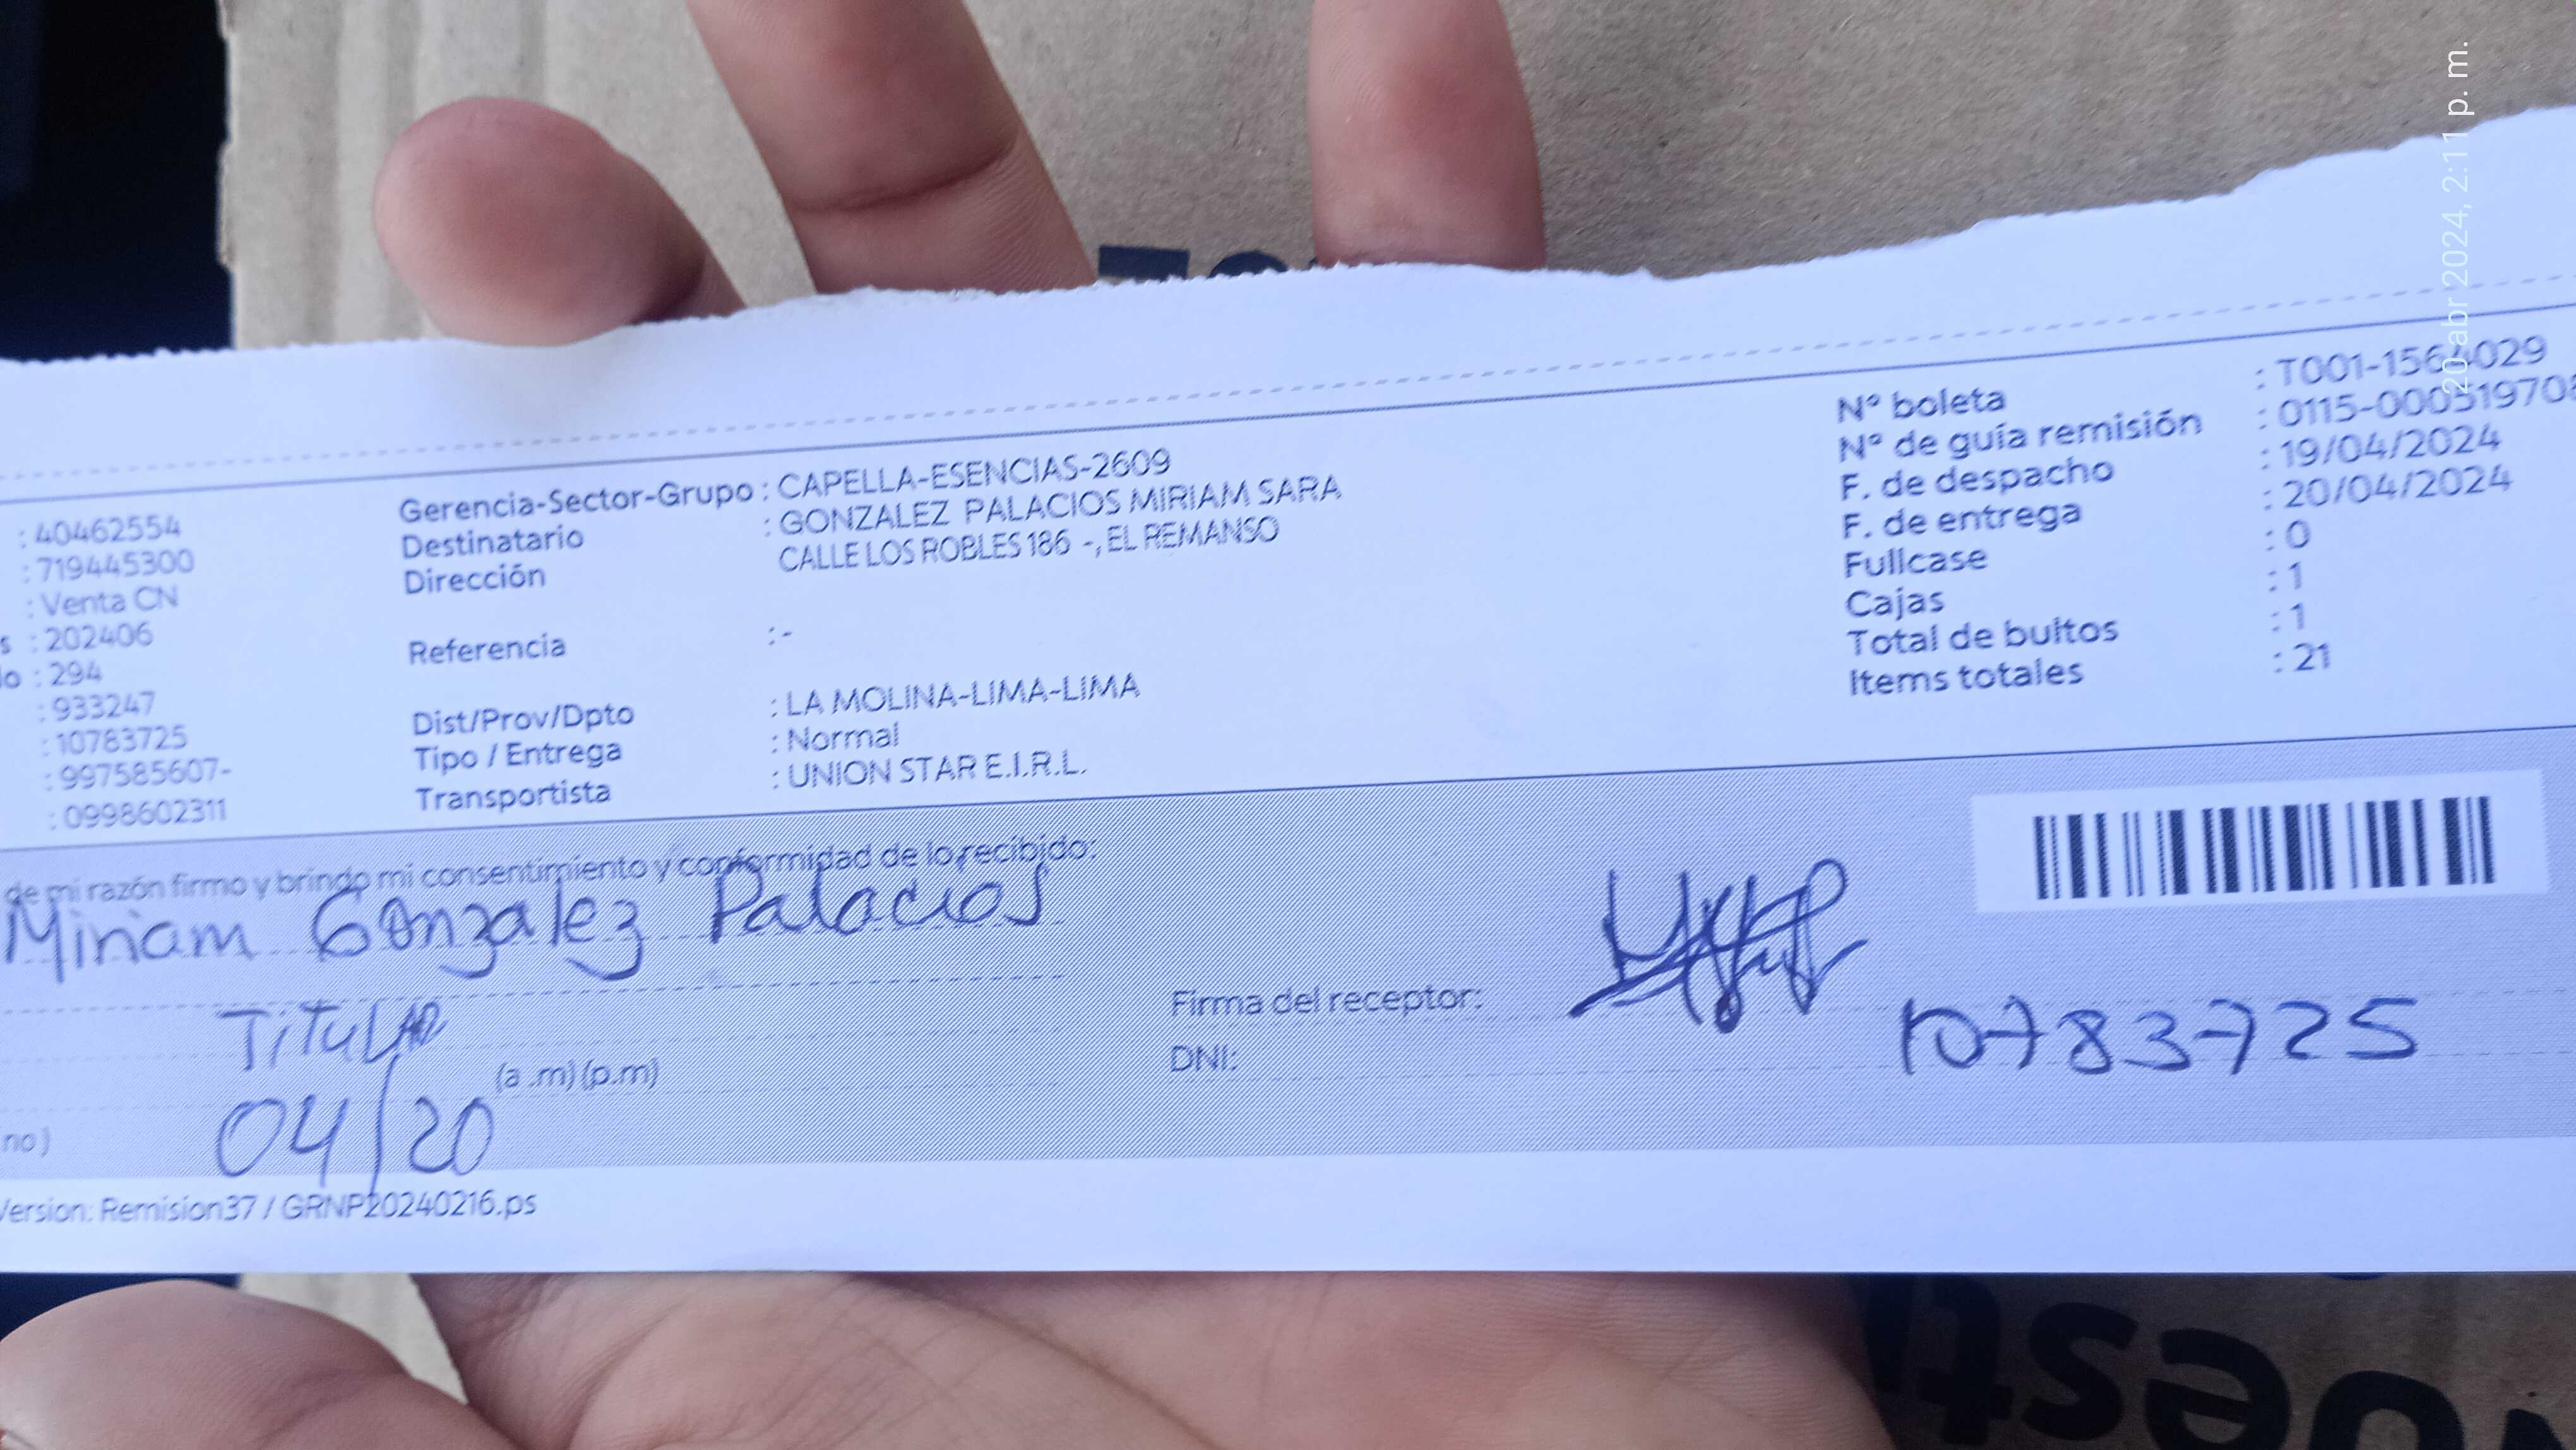 : 40462554
: 719445300
: Venta CN
s : 202406
do : 294
: 933247
: 10783725
: 997585607-
: 0998602311
Gerencia-Sector-Grupo : CAPELLA-ESENCIAS-2609
Destinatario : GONZALEZ PALACIOS MIRIAM SARA
Dirección CALLE LOS ROBLES 186 -, EL REMANSO
Referencia : -
Dist/Prov/Dpto : LA MOLINA-LIMA-LIMA
Tipo / Entrega : Normal
Transportista : UNION STAR E.I.R.L.
N° boleta : T001-1564029
N° de guía remisión : 0115-000519708
F. de despacho : 19/04/2024
F. de entrega : 20/04/2024
Fullcase : 0
Cajas : 1
Total de bultos : 1
Items totales : 21
de mi razón firmo y brindo mi consentimiento y conformidad de lo recibido:
Miriam Gonzalez Palacios
Titular
(a .m) (p.m)
04/20
no)
Firma del receptor:
DNI: 10783725
Version: Remision37 / GRNP20240216.ps
20 abr 2024, 2:11 p. m.